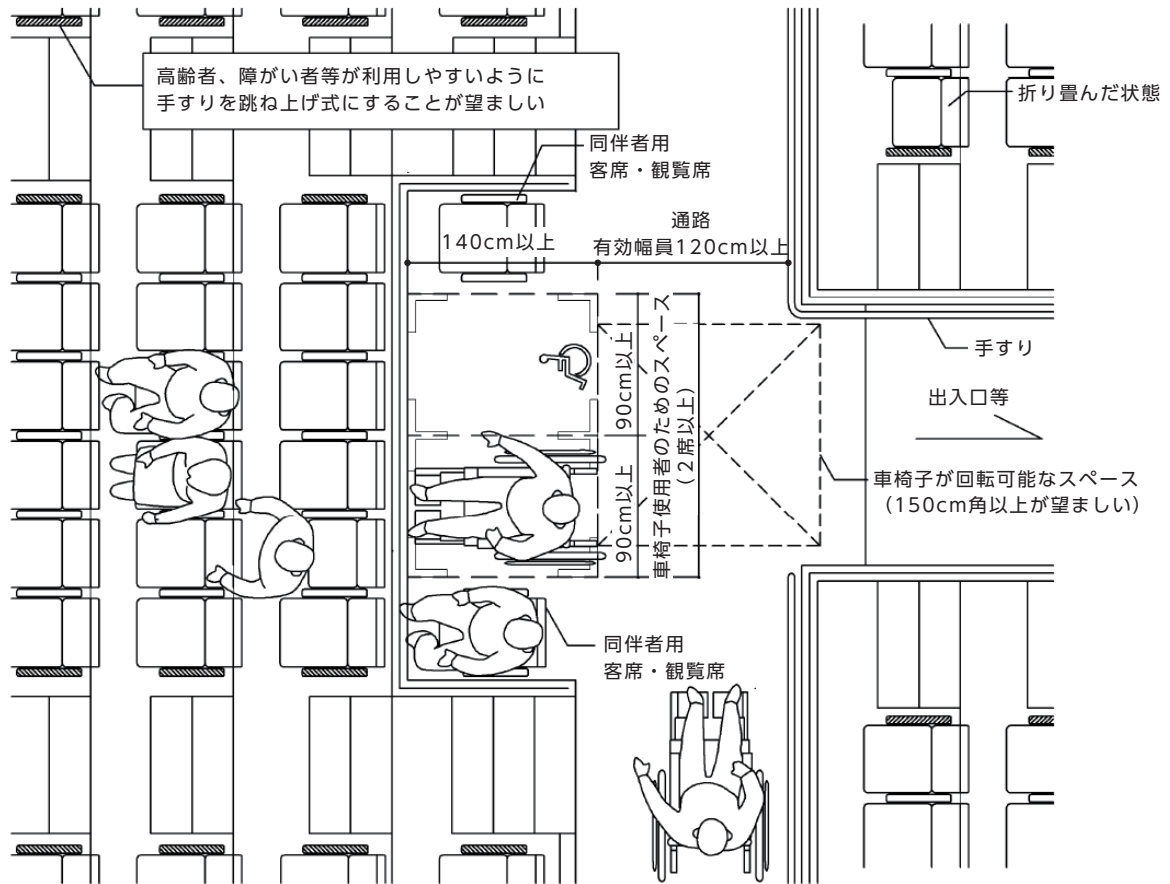 高齢者、障がい者等が利用しやすいように
手すりを跳ね上げ式にすることが望ましい
折り畳んだ状態
同伴者用
客席・観覧席
通路
有効幅員120cm以上
140cm以上
90cm以上
90cm以上
車椅子使用者のためのスペース
（2席以上）
手すり
出入口等
車椅子が回転可能なスペース
（150cm角以上が望ましい）
同伴者用
客席・観覧席